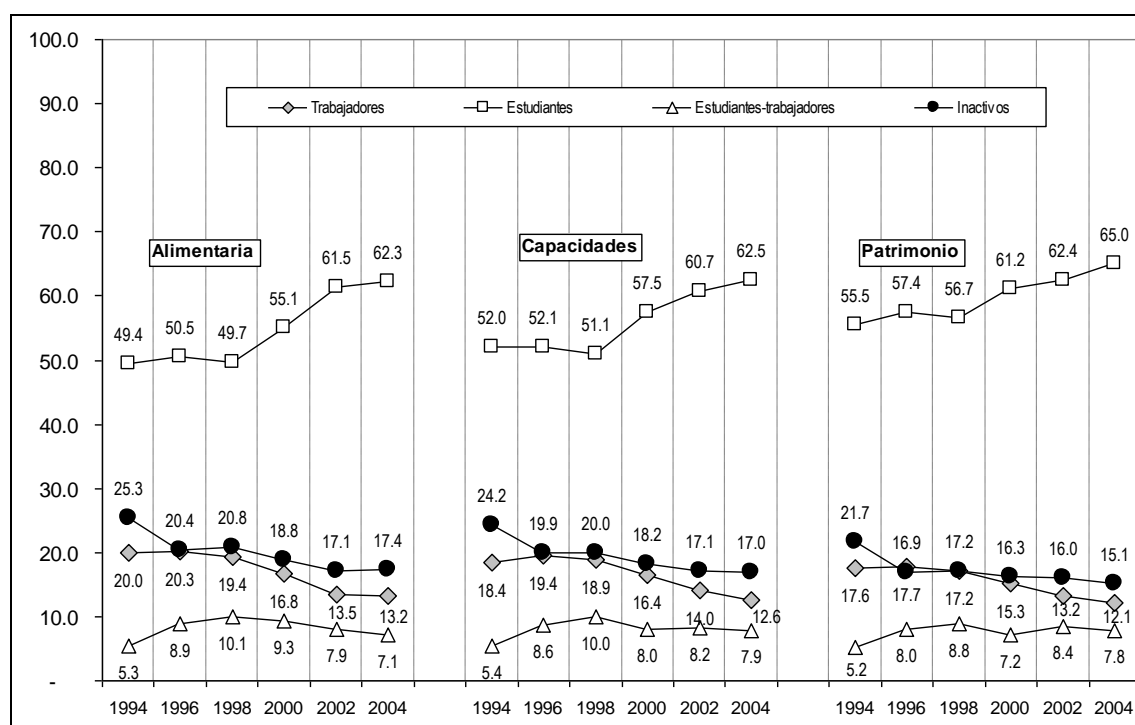 100.0
90.0
80.0
70.0
60.0
50.0
40.0
30.0
20.0
10.0
-
Trabajadores Estudiantes Estudiantes-trabajadores Inactivos
Alimentaria
49.4 50.5 49.7 55.1 61.5 62.3
25.3 20.4 20.8 18.8 17.1 17.4
20.0 20.3 19.4 16.8 13.5 13.2
5.3 8.9 10.1 9.3 7.9 7.1
1994 1996 1998 2000 2002 2004
Capacidades
52.0 52.1 51.1 57.5 60.7 62.5
24.2 19.9 20.0 18.2 17.1 17.0
18.4 19.4 18.9 16.4 14.0 12.6
5.4 8.6 10.0 8.0 8.2 7.9
1994 1996 1998 2000 2002 2004
Patrimonio
55.5 57.4 56.7 61.2 62.4 65.0
21.7 16.9 17.2 16.3 16.0 15.1
17.6 17.7 17.2 15.3 13.2 12.1
5.2 8.0 8.8 7.2 8.4 7.8
1994 1996 1998 2000 2002 2004